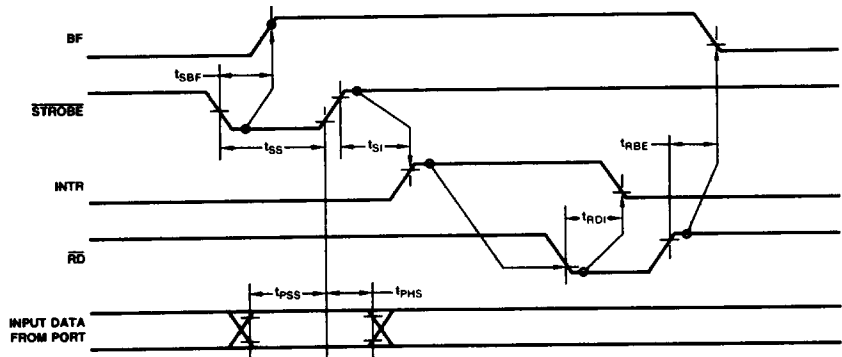 BF
tSBF
STROBE
tSS
tSI
tRBE
INTR
tRDI
RD
tPSS
tPHS
INPUT DATA
FROM PORT